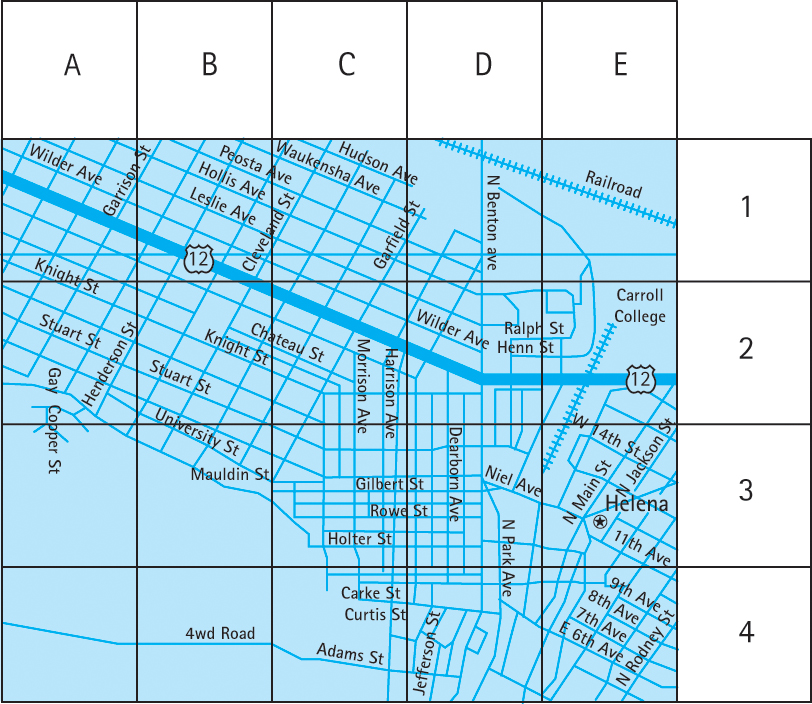 A B C D E
1
2
3
4
Wilder Ave
Garrison St
Peosta Ave
Hollis Ave
Leslie Ave
Waukensha Ave
Hudson Ave
Cleveland St
Garfield St
N Benton ave
Railroad
12
Knight St
Stuart St
Henderson St
Gay Cooper St
Knight St
Chateau St
Stuart St
University St
Mauldin St
Morrison Ave
Harrison Ave
Wilder Ave
Ralph St
Henn St
Carroll
College
12
Dearborn Ave
Gilbert St
Rowe St
Holter St
Niel Ave
N Park Ave
W 14th St
N Jackson St
N Main St
Helena
11th Ave
Carke St
Curtis St
4wd Road
Adams St
Jefferson St
9th Ave
8th Ave
7th Ave
E 6th Ave
N Rodney St